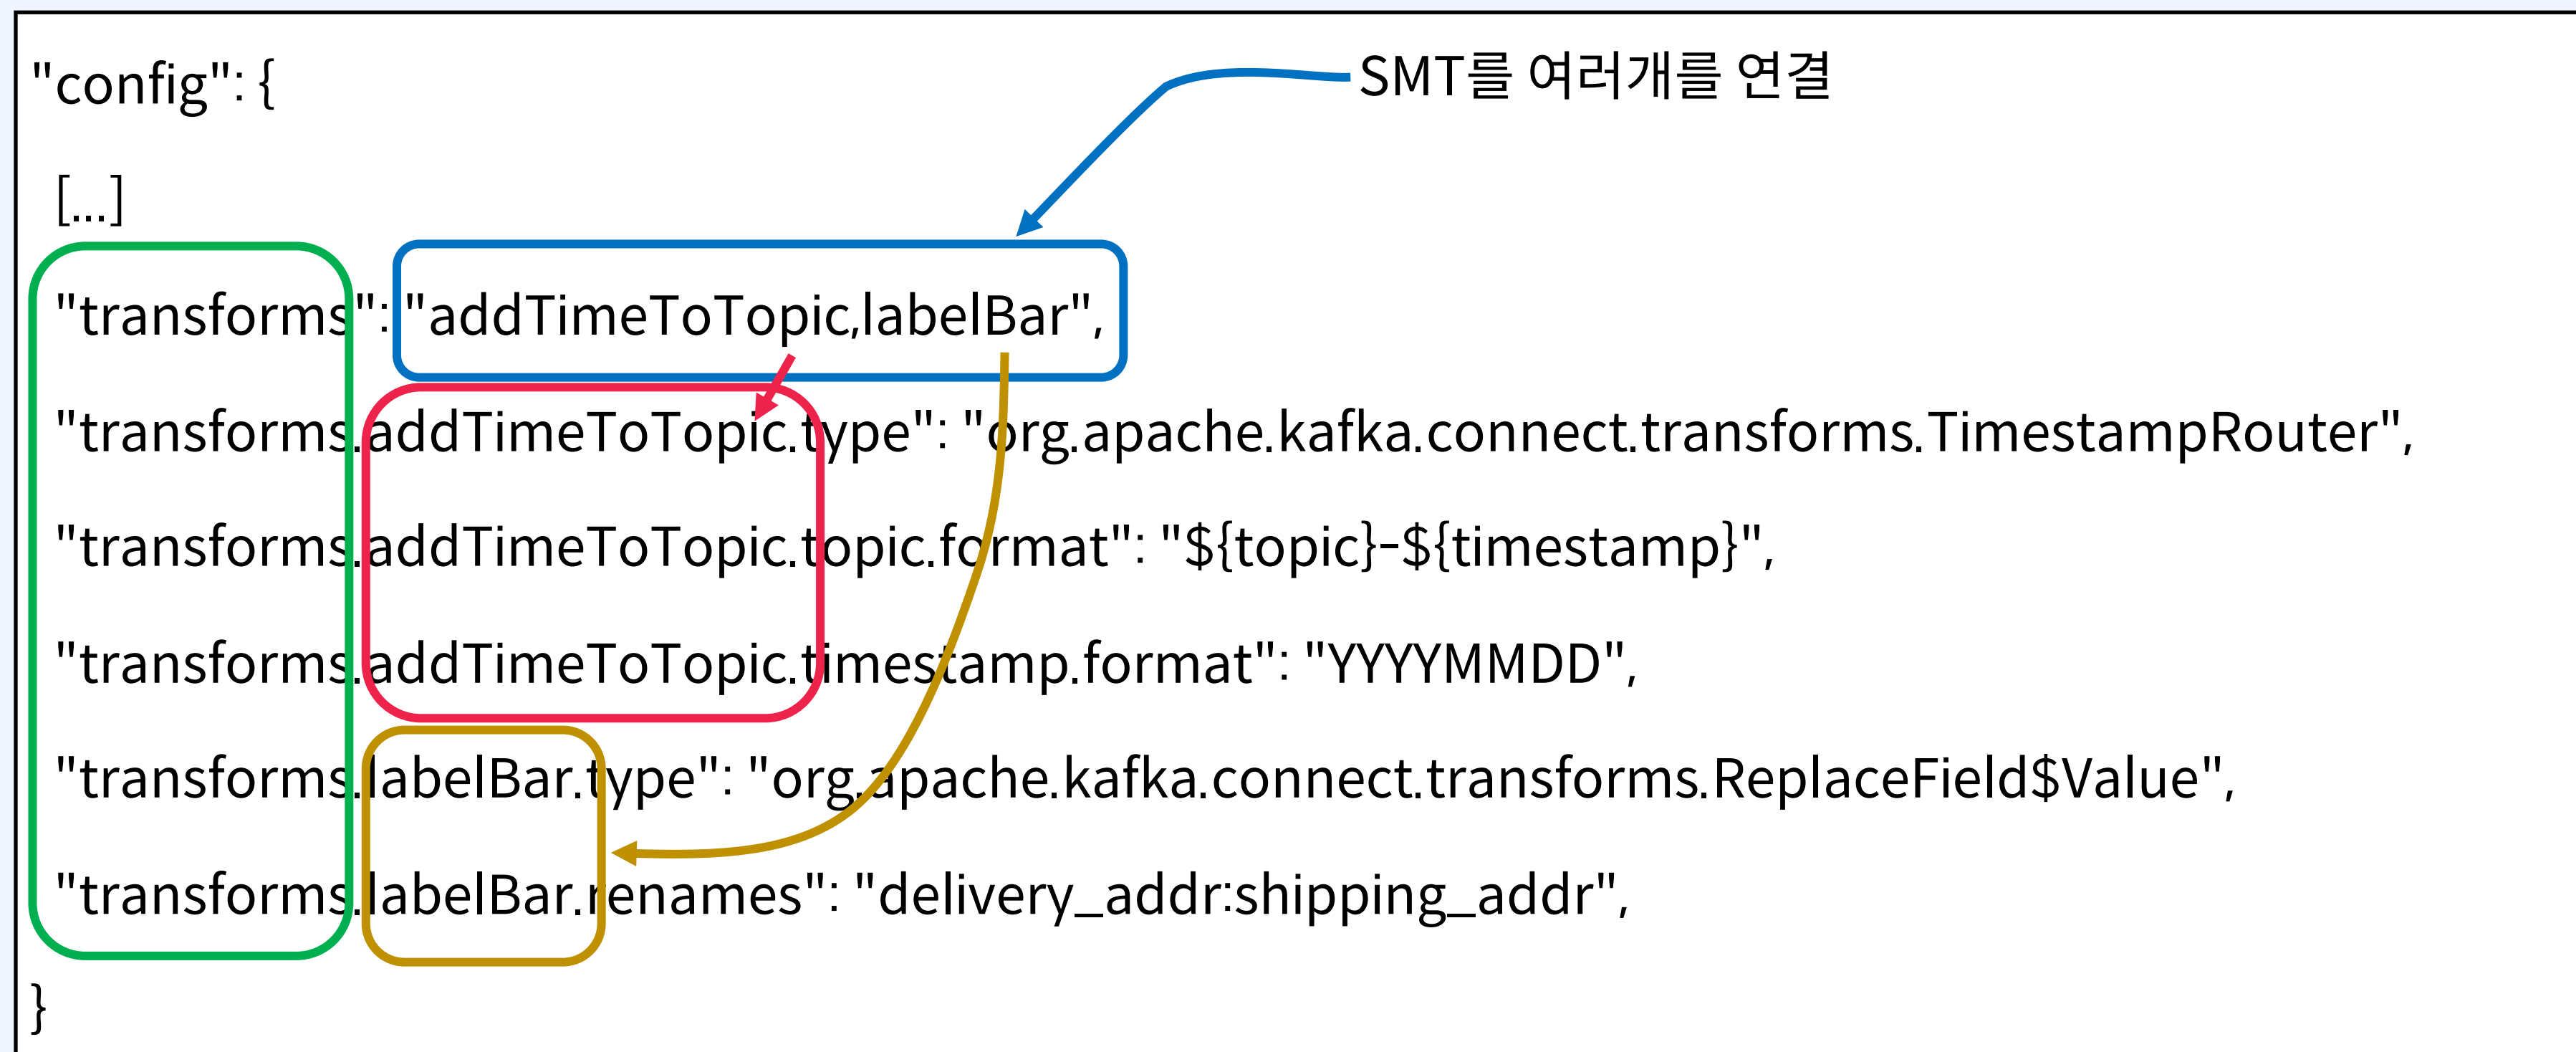 "config": {
SMT를 여러개를 연결
[...]
"transforms": "addTimeToTopic,labelBar",
"transforms.addTimeToTopic.type": "org.apache.kafka.connect.transforms.TimestampRouter",
"transforms.addTimeToTopic.topic.format": "${topic}-${timestamp}",
"transforms.addTimeToTopic.timestamp.format": "YYYYMMDD",
"transforms.labelBar.type": "org.apache.kafka.connect.transforms.ReplaceField$Value",
"transforms.labelBar.renames": "delivery_addr:shipping_addr",
}